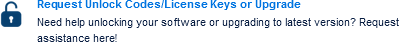 Request Unlock Codes/License Keys or Upgrade
Need help unlocking your software or upgrading to latest version? Request
assistance here!